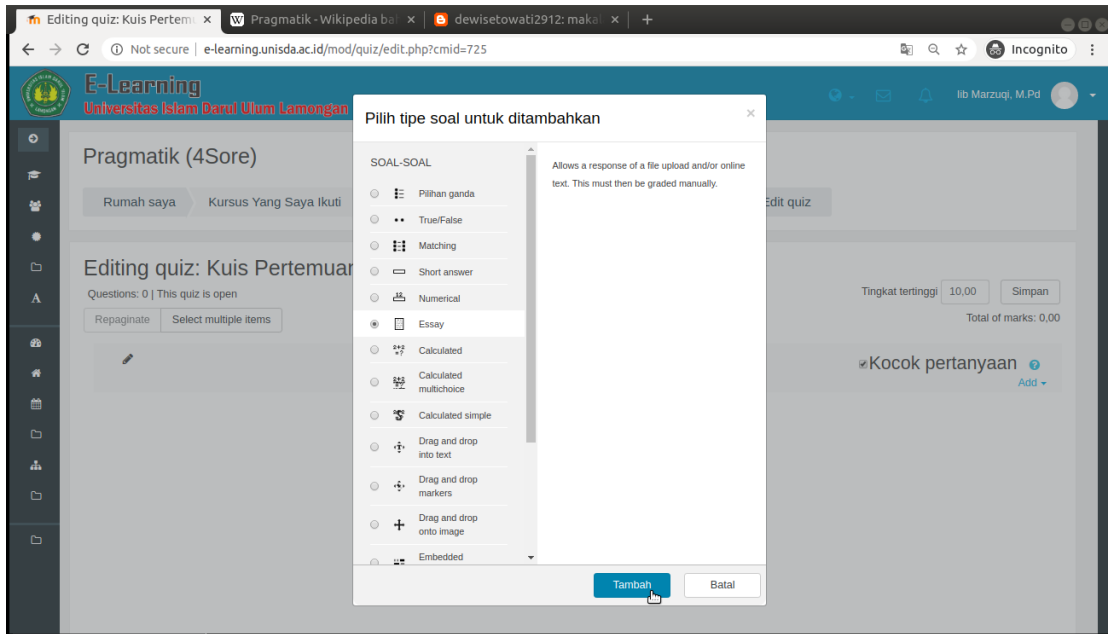 Editing quiz: Kuis Pertem
Pragmatik - Wikipedia bah
dewisetowati2912: makal
Not secure | e-learning.unisda.ac.id/mod/quiz/edit.php?cmid=725
Incognito
E-Learning
Universitas Islam Darul Ulum Lamongan
Iib Marzuqi, M.Pd
Pragmatik (4Sore)
Rumah saya
Kursus Yang Saya Ikuti
Edit quiz
Editing quiz: Kuis Pertemuan
Questions: 0 | This quiz is open
Repaginate
Select multiple items
Tingkat tertinggi
10,00
Simpan
Total of marks: 0,00
Kocok pertanyaan
Add
Pilih tipe soal untuk ditambahkan
SOAL-SOAL
Pilihan ganda
True/False
Matching
Short answer
Numerical
Essay
Calculated
Calculated
multichoice
Calculated simple
Drag and drop
into text
Drag and drop
markers
Drag and drop
onto image
Embedded
Allows a response of a file upload and/or online
text. This must then be graded manually.
Tambah
Batal